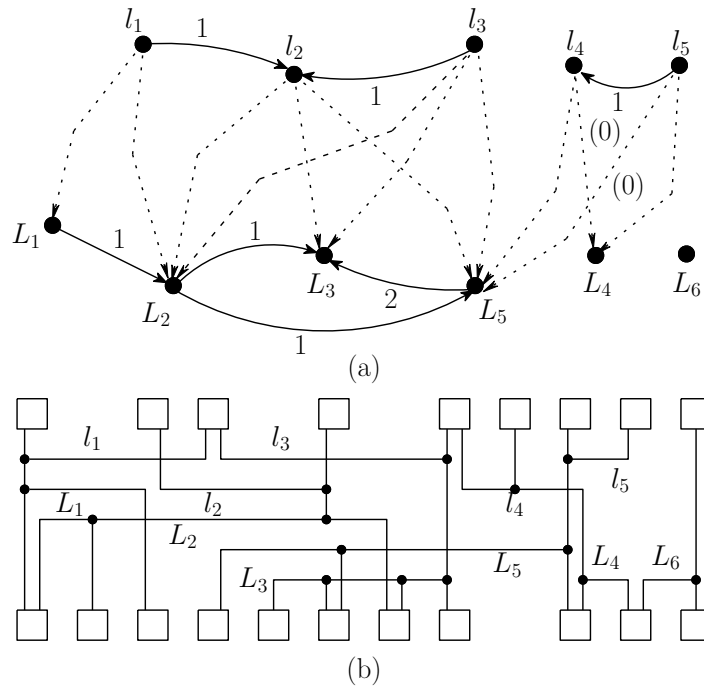 l₁ 1 l₂ l₃ l₄ l₅
1 1
(0)
(0)
L₁ 1 1
L₂ L₃ 2 L₅ L₄ L₆
1
(a)
l₁ l₃
l₅
L₁ l₂ l₄
L₂
L₃ L₅ L₄ L₆
(b)